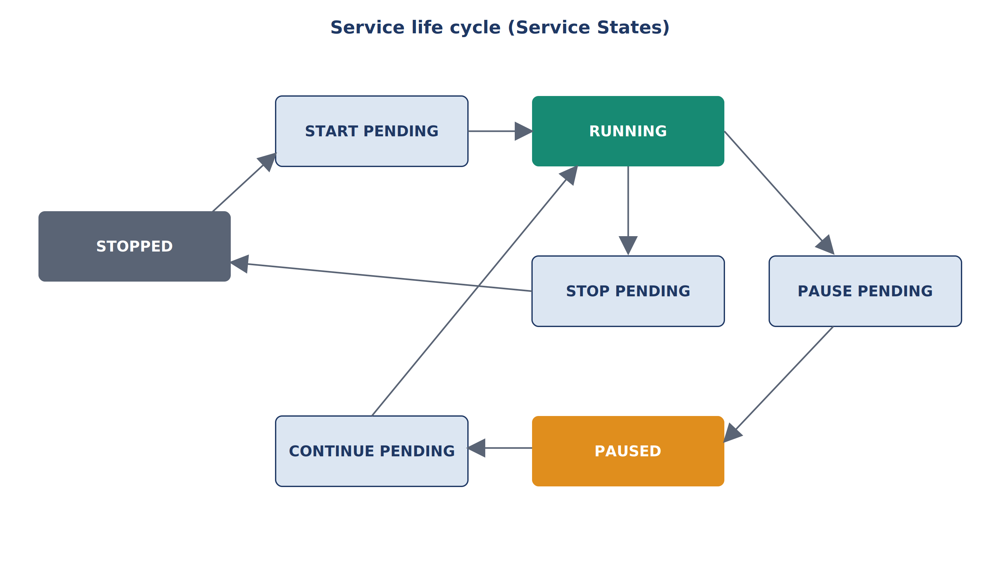 Service life cycle (Service States)
START PENDING
RUNNING
STOPPED
STOP PENDING
PAUSE PENDING
CONTINUE PENDING
PAUSED